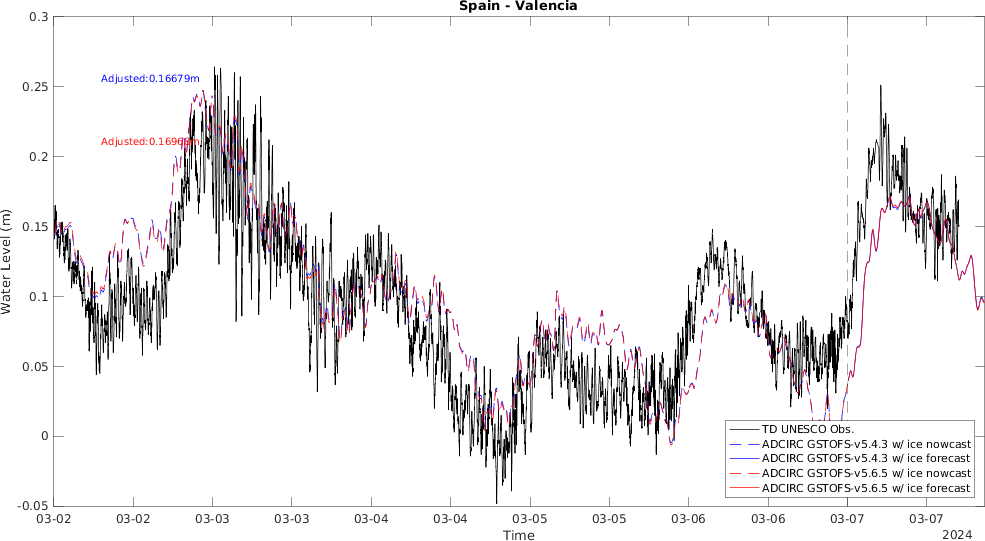 Spain - Valencia
0.3
0.25
0.2
0.15
0.1
0.05
0
-0.05
Water Level (m)
Adjusted:0.16679m
TD UNESCO Obs.
ADCIRC GSTOFS-v5.4.3 w/ ice nowcast
ADCIRC GSTOFS-v5.4.3 w/ ice forecast
ADCIRC GSTOFS-v5.6.5 w/ ice nowcast
ADCIRC GSTOFS-v5.6.5 w/ ice forecast
03-02 03-02 03-03 03-03 03-04 03-04 03-05 03-05 03-06 03-06 03-07 03-07
Time
2024